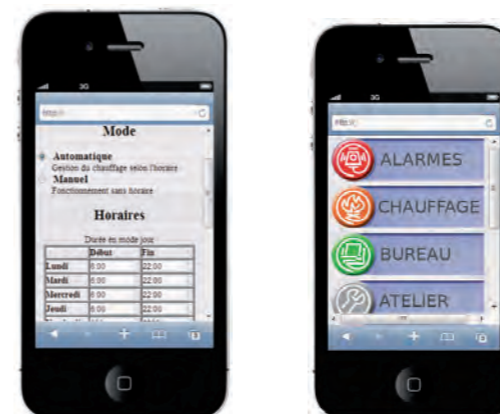 3G
http://
Mode
Automatique
Gestion du chauffage selon l'horaire
Manuel
Fonctionnement sans horaire
Horaires
Durée en mode jour
Début Fin
Lundi 6:00 22:00
Mardi 6:00 22:00
Mercredi 6:00 22:00
Jeudi 6:00 22:00
3G
http://
ALARMES
CHAUFFAGE
BUREAU
ATELIER